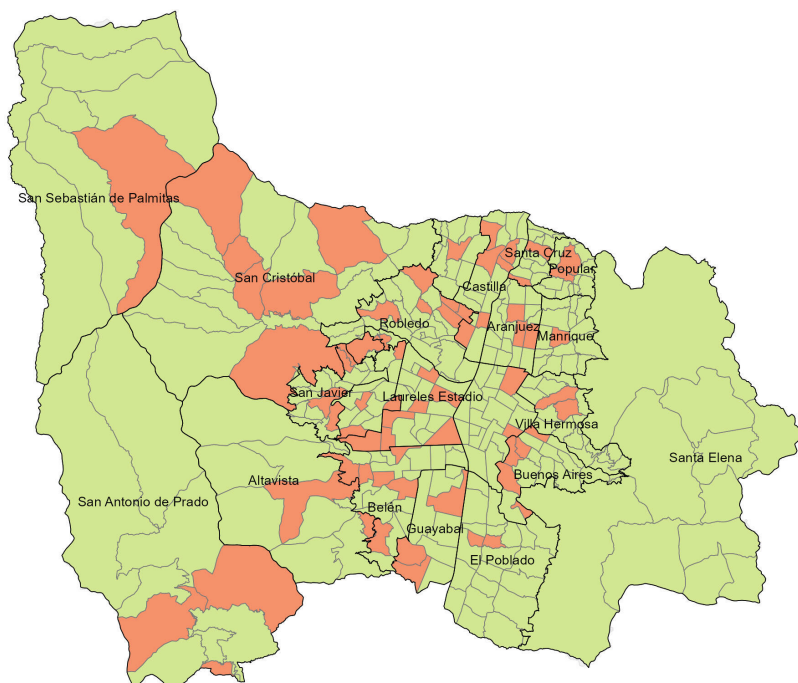 San Sebastián de Palmitas
San Cristóbal
Santa Cruz
Popular
Castilla
Robledo
Aranjuez
Manrique
San Javier
Laureles Estadio
Villa Hermosa
Santa Elena
Buenos Aires
Altavista
San Antonio de Prado
Belén
Guayabal
El Poblado